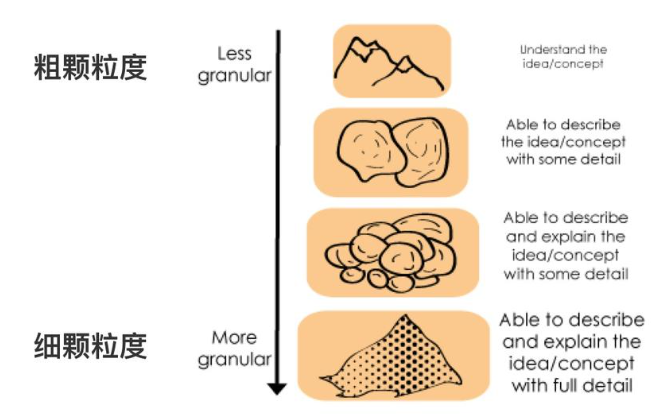 粗颗粒度
Less
granular
Understand the
idea/concept
Able to describe
the idea/concept
with some detail
Able to describe
and explain the
idea/concept
with some detail
细颗粒度
More
granular
Able to describe
and explain the
idea/concept
with full detail